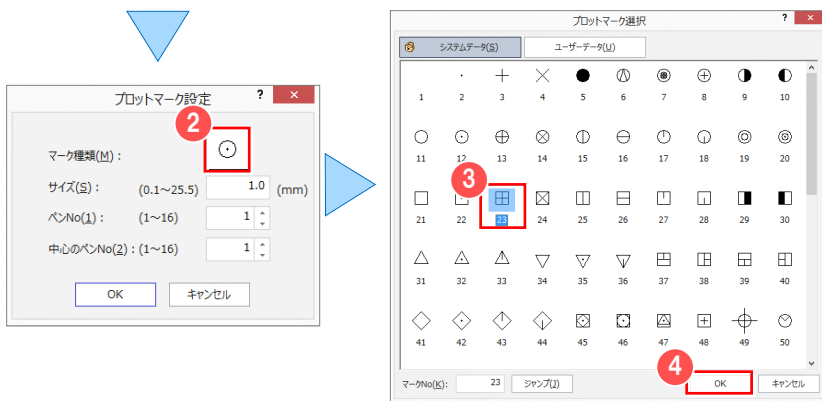 プロットマーク設定 ? ×
2
マーク種類(M) :
サイズ(S) : (0.1～25.5) 1.0 (mm)
ペンNo(1) : (1～16) 1
中心のペンNo(2) : (1～16) 1
OK キャンセル
プロットマーク選択 ? ×
システムデータ(S) ユーザーデータ(U)
1 2 3 4 5 6 7 8 9 10
11 12 13 14 15 16 17 18 19 20
3
21 22 23 24 25 26 27 28 29 30
31 32 33 34 35 36 37 38 39 40
41 42 43 44 45 46 47 48 49 50
4
マークNo(K): 23 ジャンプ(J) OK キャンセル